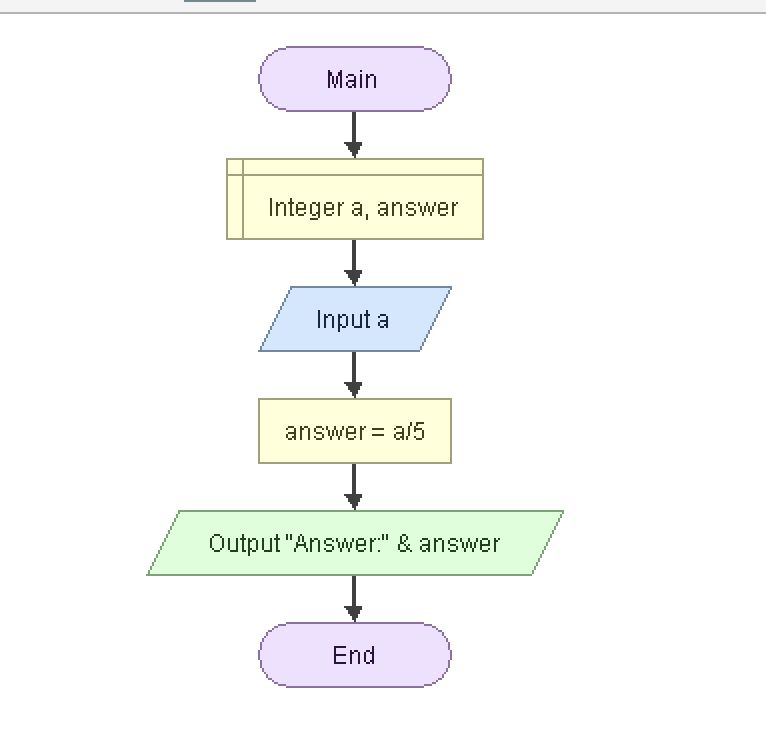 Main
Integer a, answer
Input a
answer = a/5
Output "Answer:" & answer
End